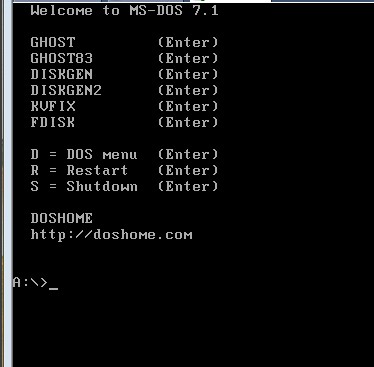 Welcome to MS-DOS 7.1
GHOST (Enter)
GHOST83 (Enter)
DISKGEN (Enter)
DISKGEN2 (Enter)
KVFIX (Enter)
FDISK (Enter)
D = DOS menu (Enter)
R = Restart (Enter)
S = Shutdown (Enter)
DOSHOME
http://doshome.com
A:\>_